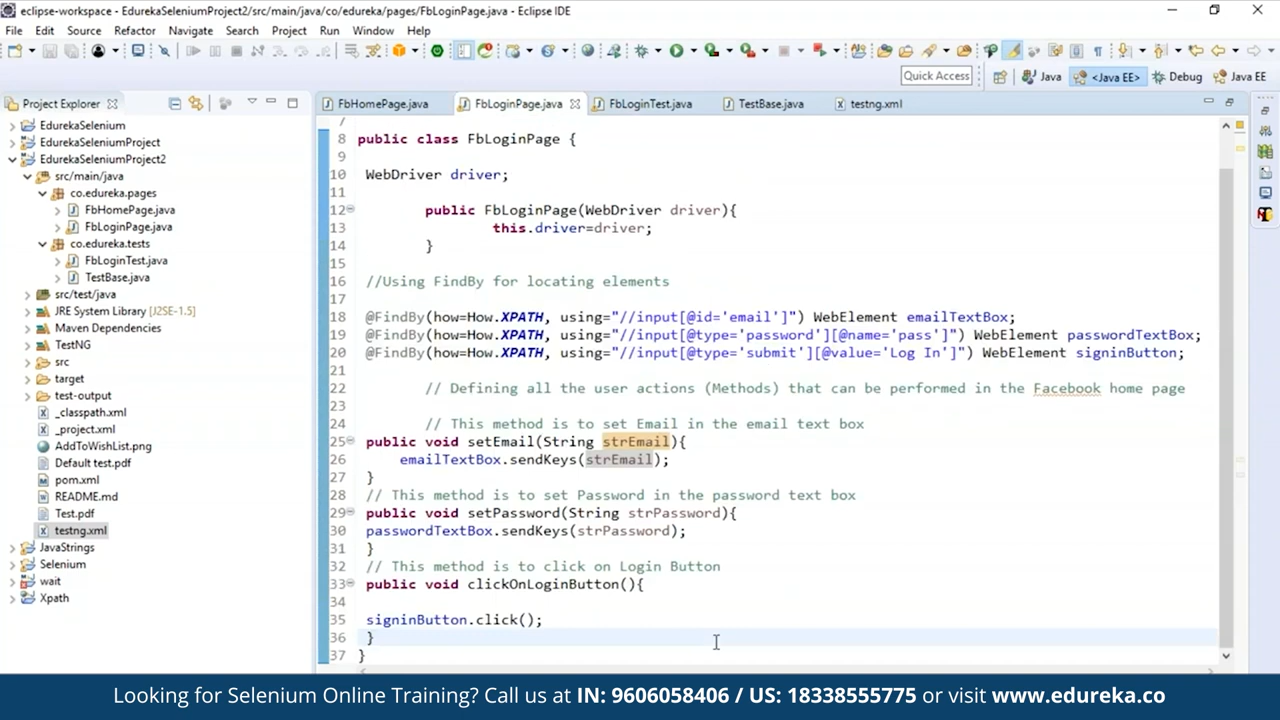 eclipse-workspace - EdurekaSeleniumProject2/src/main/java/co/edureka/pages/FbLoginPage.java - Eclipse IDE
File Edit Source Refactor Navigate Search Project Run Window Help
Quick Access Java <Java EE> Debug Java EE
Project Explorer
EdurekaSelenium
EdurekaSeleniumProject
EdurekaSeleniumProject2
src/main/java
co.edureka.pages
FbHomePage.java
FbLoginPage.java
co.edureka.tests
FbLoginTest.java
TestBase.java
src/test/java
JRE System Library [J2SE-1.5]
Maven Dependencies
TestNG
src
target
test-output
_classpath.xml
_project.xml
AddToWishList.png
Default test.pdf
pom.xml
README.md
Test.pdf
testng.xml
JavaStrings
Selenium
wait
Xpath
FbHomePage.java FbLoginPage.java FbLoginTest.java TestBase.java testng.xml
7
8 public class FbLoginPage {
9
10 WebDriver driver;
11
12 public FbLoginPage(WebDriver driver){
13 this.driver=driver;
14 }
15
16 //Using FindBy for locating elements
17
18 @FindBy(how=How.XPATH, using="//input[@id='email']") WebElement emailTextBox;
19 @FindBy(how=How.XPATH, using="//input[@type='password'][@name='pass']") WebElement passwordTextBox;
20 @FindBy(how=How.XPATH, using="//input[@type='submit'][@value='Log In']") WebElement signinButton;
21
22 // Defining all the user actions (Methods) that can be performed in the Facebook home page
23
24 // This method is to set Email in the email text box
25 public void setEmail(String strEmail){
26 emailTextBox.sendKeys(strEmail);
27 }
28 // This method is to set Password in the password text box
29 public void setPassword(String strPassword){
30 passwordTextBox.sendKeys(strPassword);
31 }
32 // This method is to click on Login Button
33 public void clickOnLoginButton(){
34
35 signinButton.click();
36 }
37 }
Looking for Selenium Online Training? Call us at IN: 9606058406 / US: 18338555775 or visit www.edureka.co